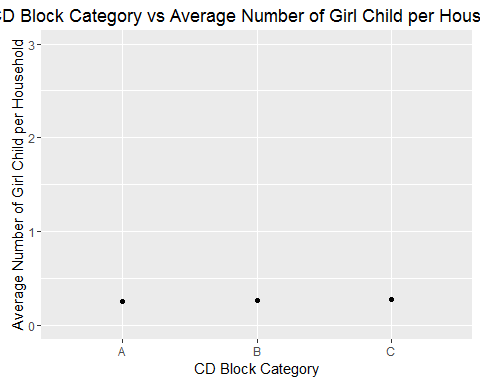 CD Block Category vs Average Number of Girl Child per Hous
Average Number of Girl Child per Household
3
2
1
0
A B C
CD Block Category